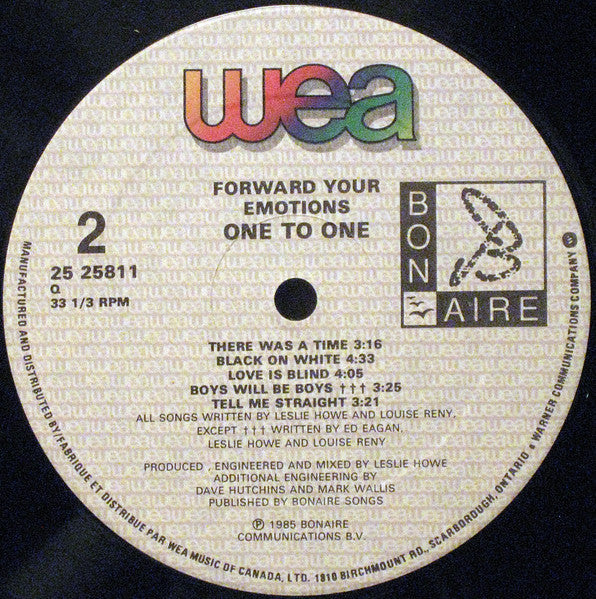 wea
FORWARD YOUR
EMOTIONS
ONE TO ONE
2
25 25811
Q
33 1/3 RPM
BON
AIRE
THERE WAS A TIME 3:16
BLACK ON WHITE 4:33
LOVE IS BLIND 4:05
BOYS WILL BE BOYS ††† 3:25
TELL ME STRAIGHT 3:21
ALL SONGS WRITTEN BY LESLIE HOWE AND LOUISE RENY,
EXCEPT ††† WRITTEN BY ED EAGAN,
LESLIE HOWE AND LOUISE RENY
PRODUCED , ENGINEERED AND MIXED BY LESLIE HOWE
ADDITIONAL ENGINEERING BY
DAVE HUTCHINS AND MARK WALLIS
PUBLISHED BY BONAIRE SONGS
℗ 1985 BONAIRE
COMMUNICATIONS B.V.
MANUFACTURED AND DISTRIBUTED BY/FABRIQUE ET DISTRIBUE PAR WEA MUSIC OF CANADA, LTD. 1810 BIRCHMOUNT RD., SCARBOROUGH, ONTARIO a WARNER COMMUNICATIONS COMPANY